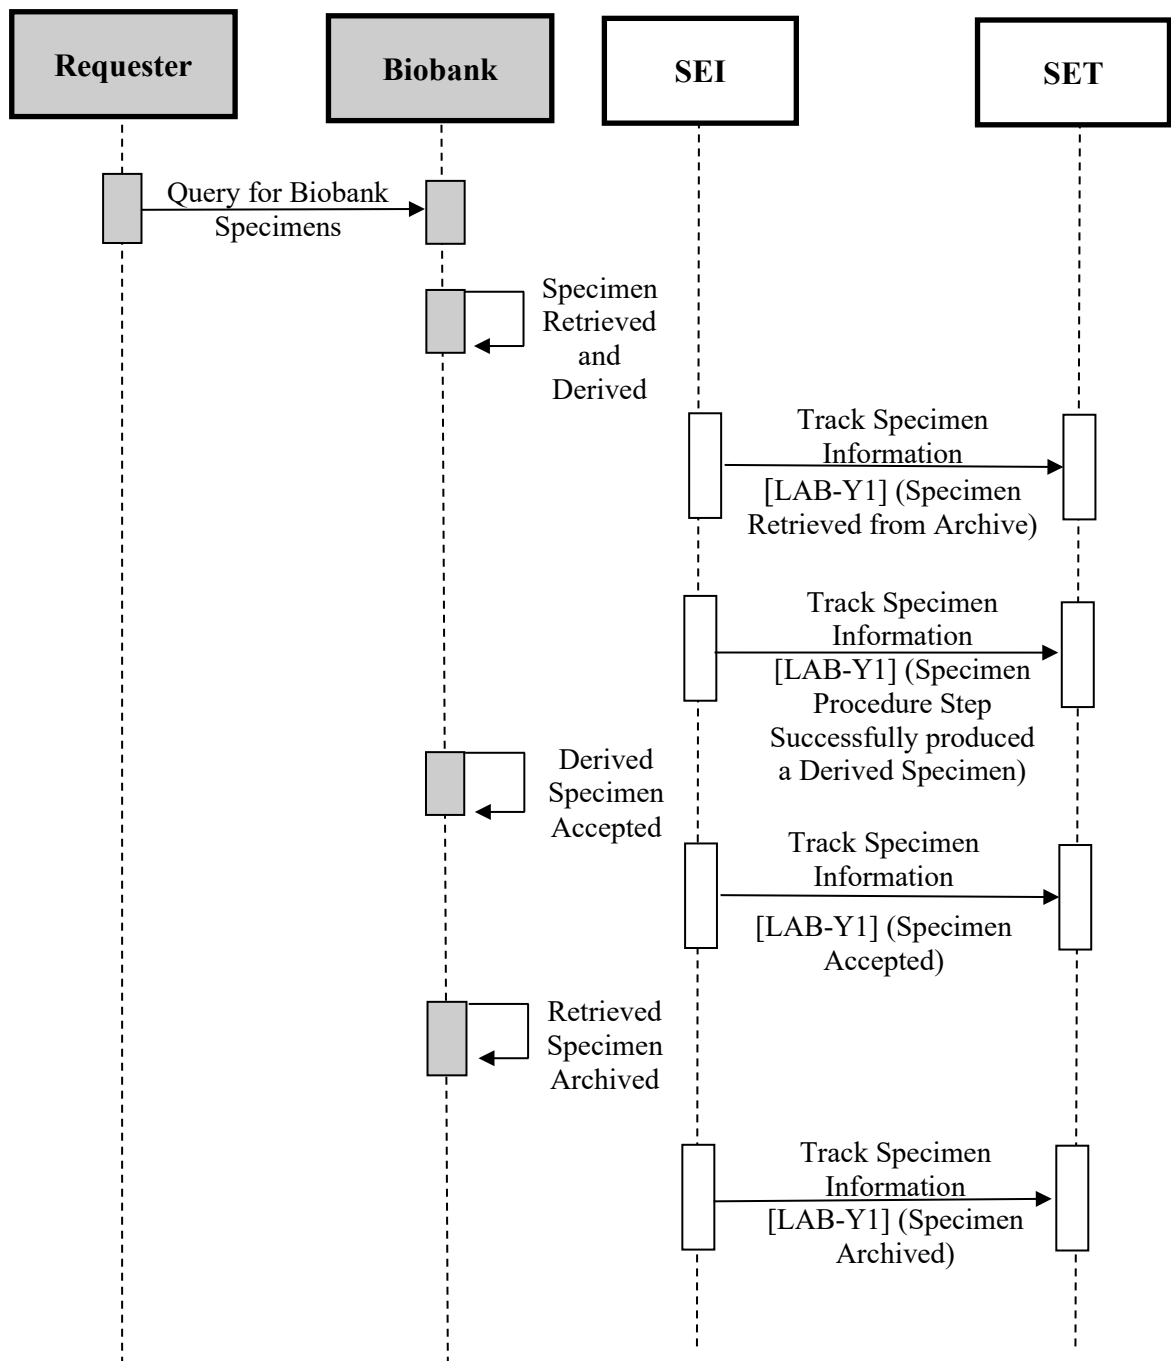 Requester
Biobank
SEI
SET
Query for Biobank
Specimens
Specimen
Retrieved
and
Derived
Track Specimen
Information
[LAB-Y1] (Specimen
Retrieved from Archive)
Track Specimen
Information
[LAB-Y1] (Specimen
Procedure Step
Successfully produced
a Derived Specimen)
Derived
Specimen
Accepted
Track Specimen
Information
[LAB-Y1] (Specimen
Accepted)
Retrieved
Specimen
Archived
Track Specimen
Information
[LAB-Y1] (Specimen
Archived)